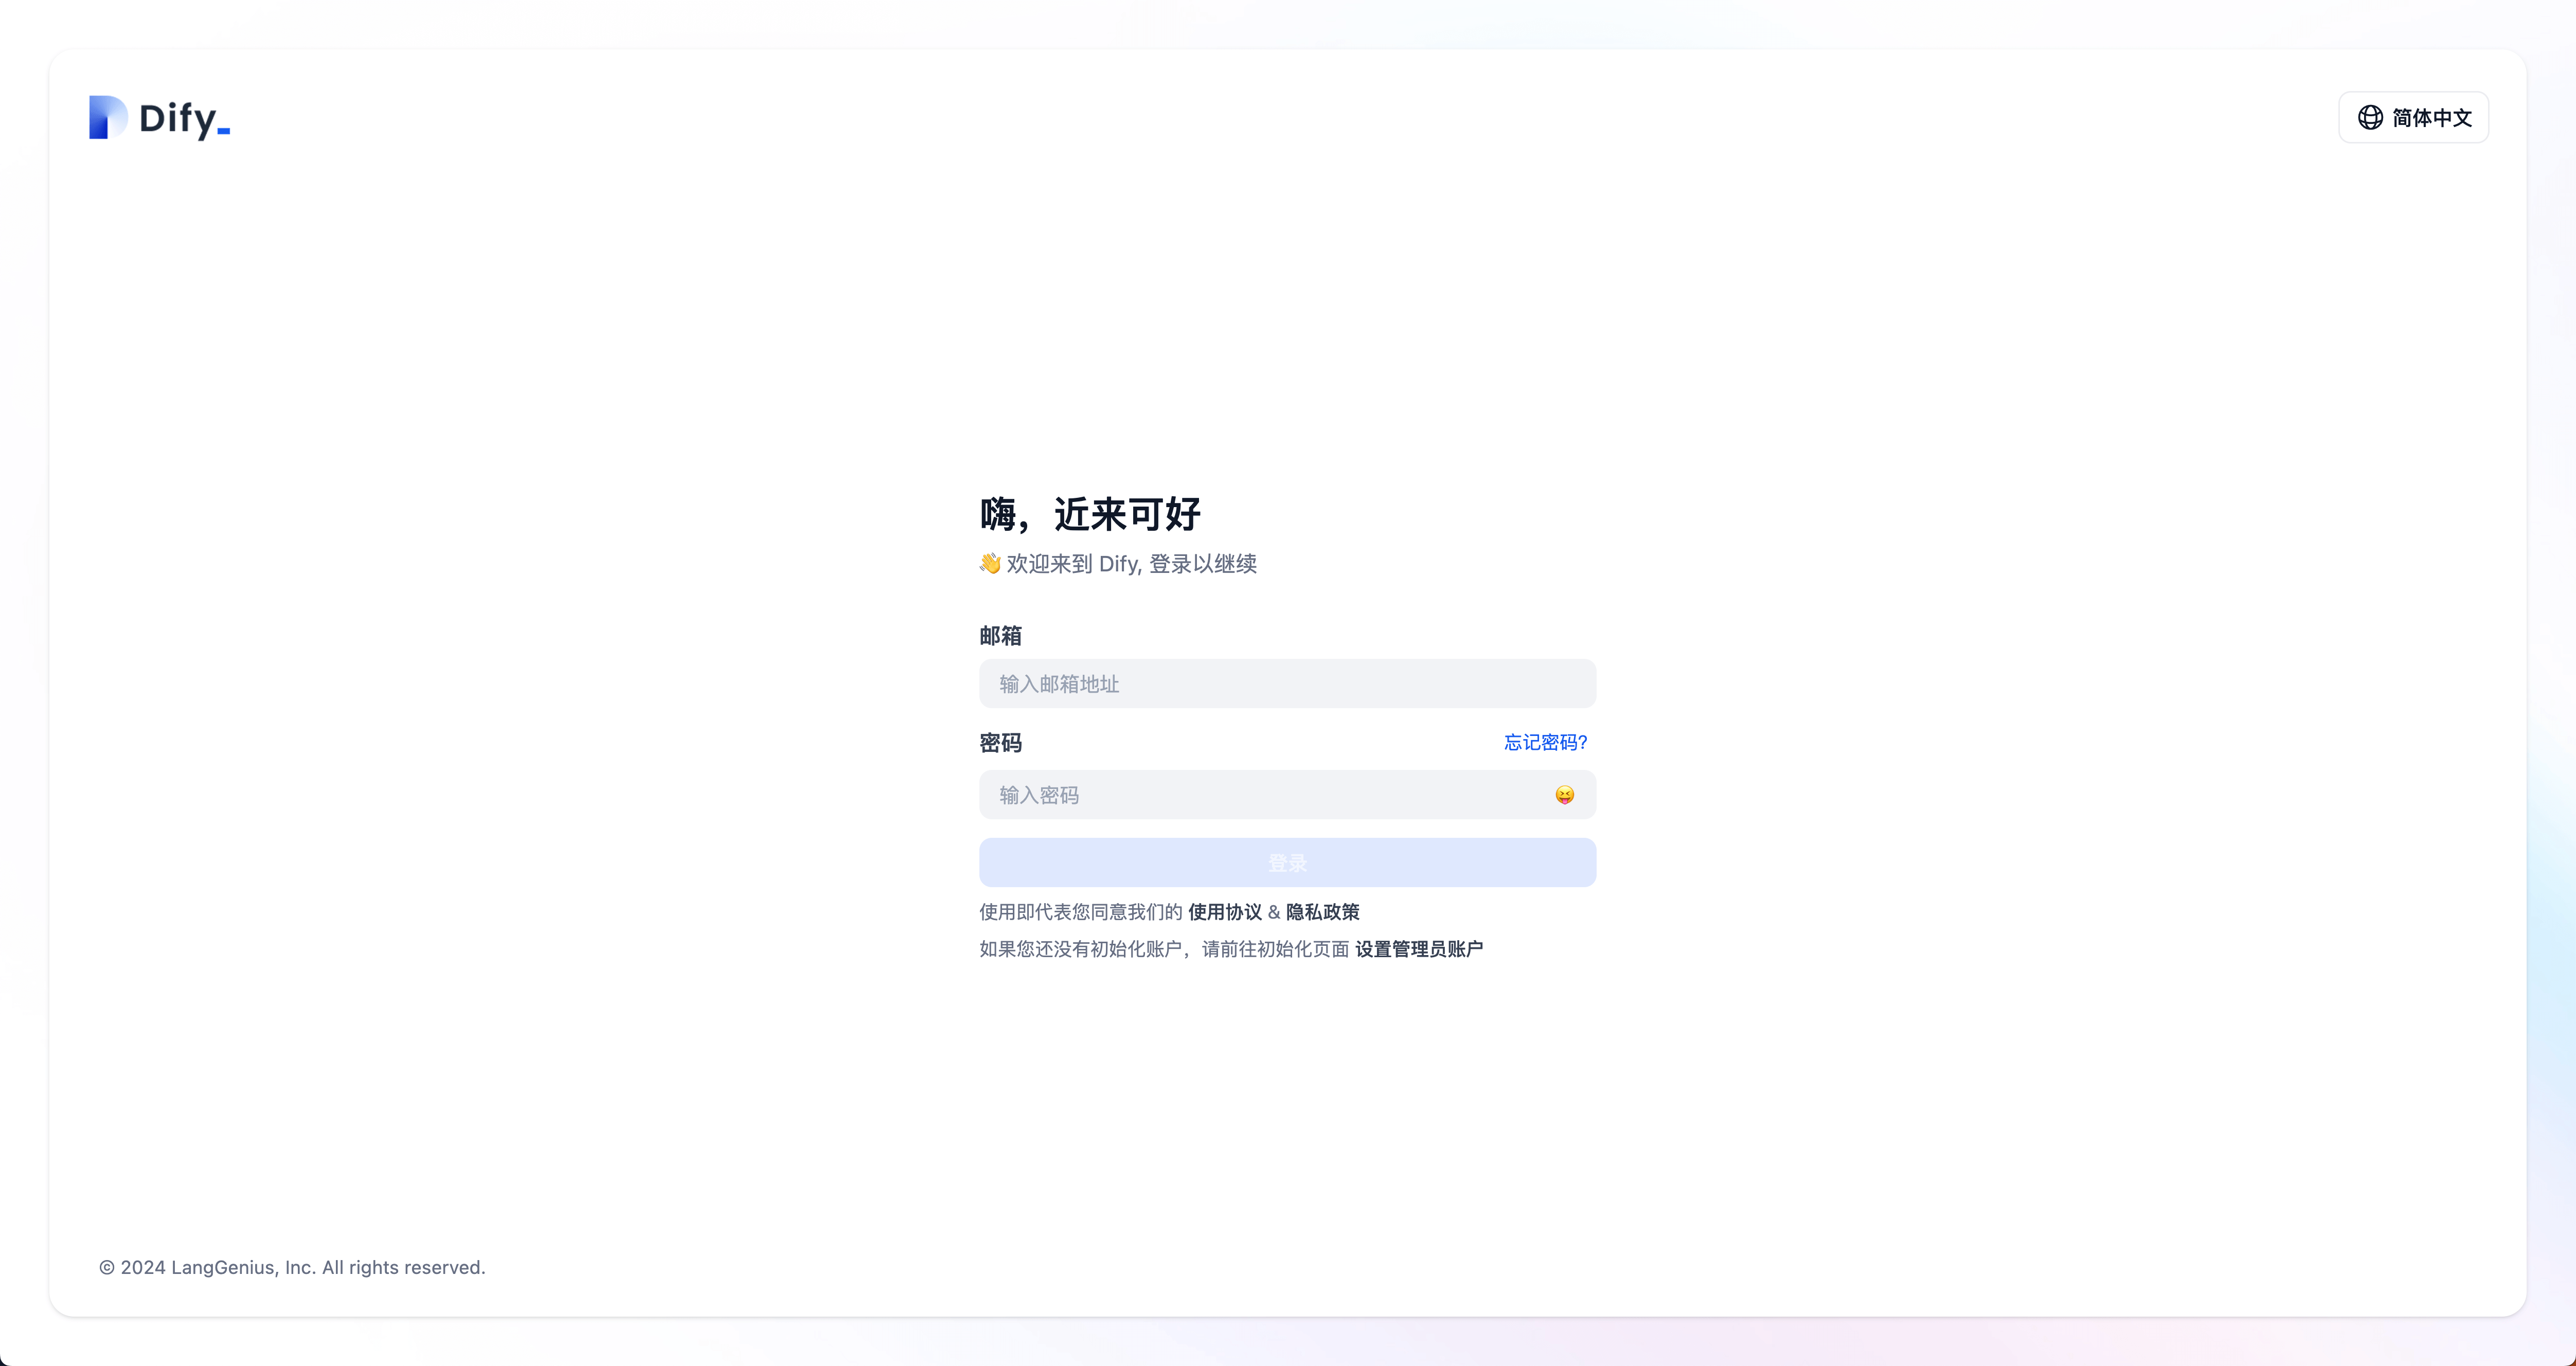 Dify_
简体中文
嗨，近来可好
👋 欢迎来到 Dify, 登录以继续
邮箱
输入邮箱地址
密码
忘记密码?
输入密码
登录
使用即代表您同意我们的 使用协议 & 隐私政策
如果您还没有初始化账户，请前往初始化页面 设置管理员账户
© 2024 LangGenius, Inc. All rights reserved.